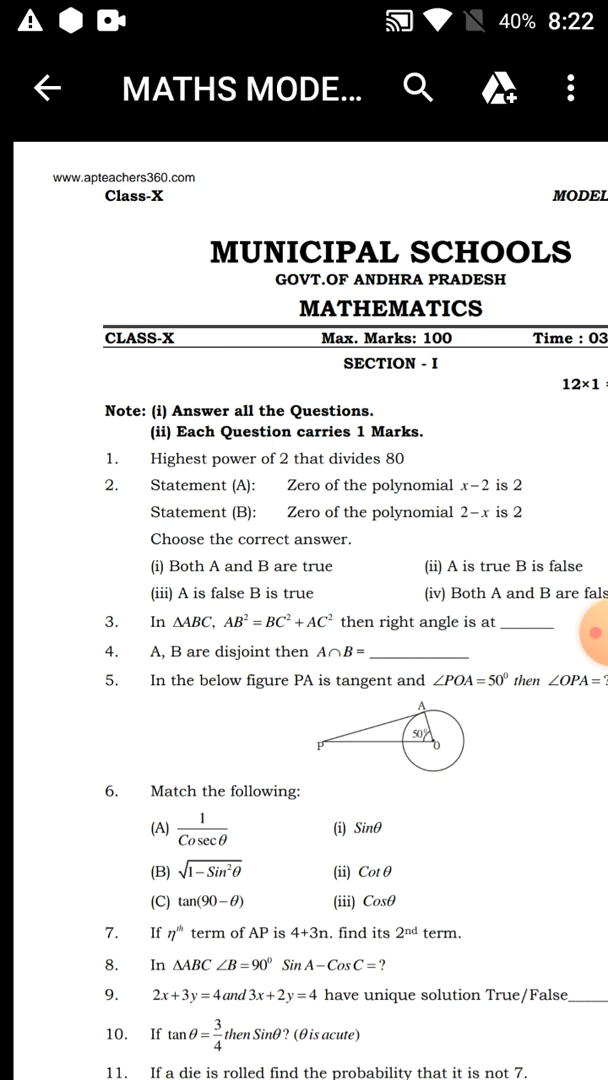 40% 8:22
MATHS MODE...
www.apteachers360.com
Class-X MODEL
MUNICIPAL SCHOOLS
GOVT.OF ANDHRA PRADESH
MATHEMATICS
CLASS-X Max. Marks: 100 Time : 03
SECTION - I
12×1 =
Note: (i) Answer all the Questions.
(ii) Each Question carries 1 Marks.
1. Highest power of 2 that divides 80
2. Statement (A): Zero of the polynomial x−2 is 2
Statement (B): Zero of the polynomial 2−x is 2
Choose the correct answer.
(i) Both A and B are true (ii) A is true B is false
(iii) A is false B is true (iv) Both A and B are fals
3. In ΔABC, AB² = BC² + AC² then right angle is at ______
4. A, B are disjoint then A∩B = ___________
5. In the below figure PA is tangent and ∠POA = 50⁰ then ∠OPA = ?
A
50⁰
P O
6. Match the following:
(A) 1/Cosecθ (i) Sinθ
(B) √1−Sin²θ (ii) Cotθ
(C) tan(90−θ) (iii) Cosθ
7. If ηᵗʰ term of AP is 4+3n. find its 2nd term.
8. In ΔABC ∠B = 90⁰ Sin A − Cos C = ?
9. 2x+3y = 4 and 3x+2y = 4 have unique solution True/False____
10. If tan θ = 3/4 then Sinθ? (θ is acute)
11. If a die is rolled find the probability that it is not 7.